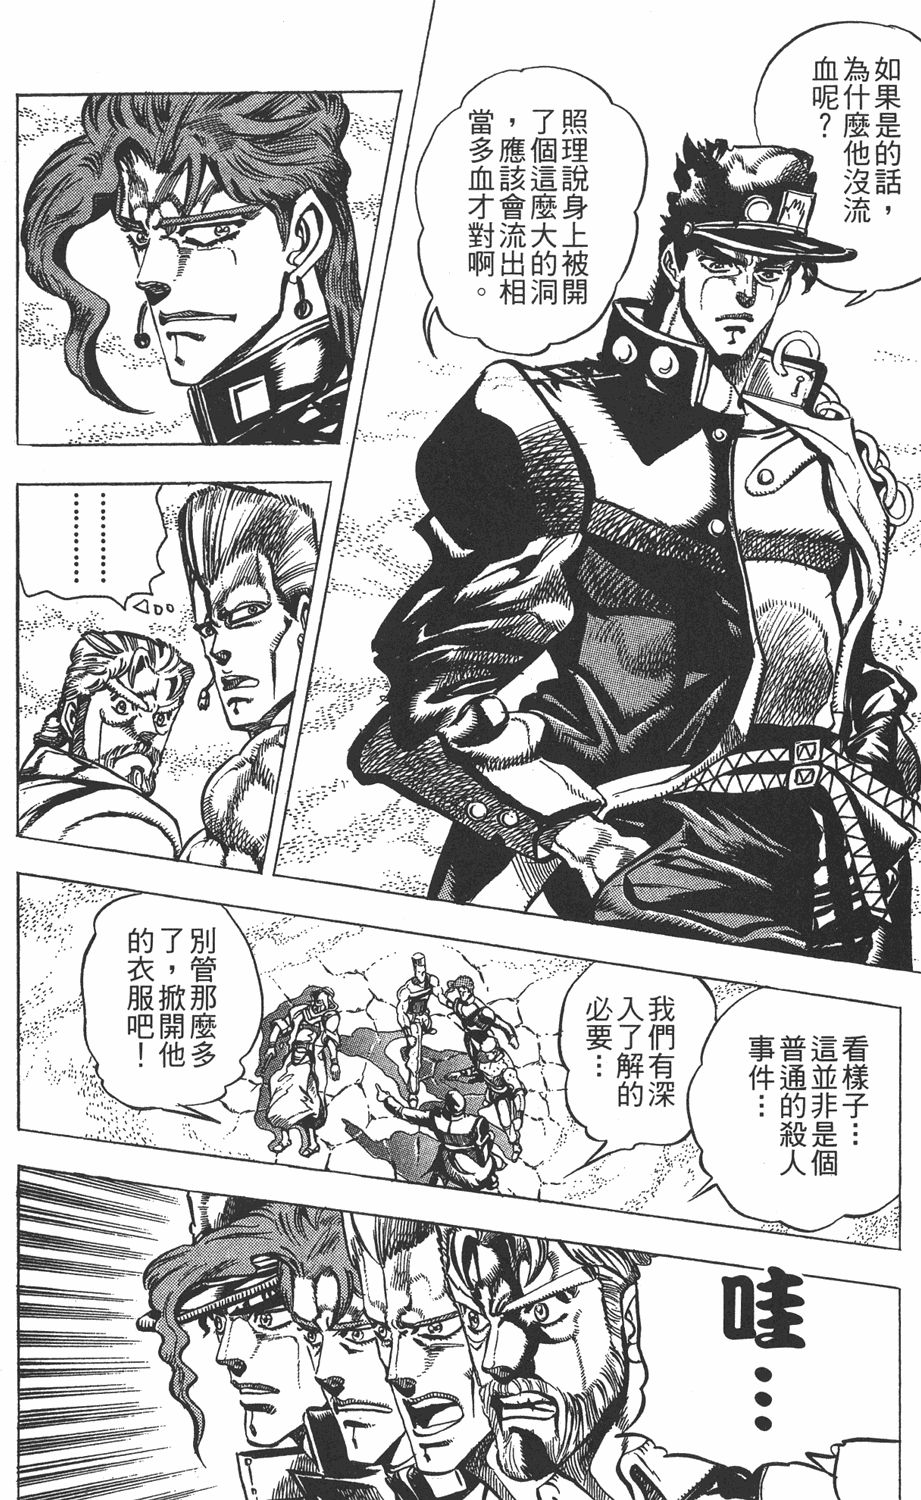 如果是的話，
為什麼他沒流
血呢？
照理說身上被開
了個這麼大的洞
，應該會流出相
當多血才對啊。
………
………
看樣子…
這並非是個
普通的殺人
事件…
我們有深
入了解的
必要…
別管那麼多
了，掀開他
的衣服吧！
哇…